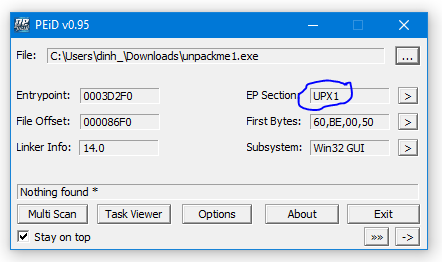 PEiD v0.95
File: C:\Users\dinh_\Downloads\unpackme1.exe ...
Entrypoint: 0003D2F0 EP Section: UPX1 >
File Offset: 000086F0 First Bytes: 60,BE,00,50 >
Linker Info: 14.0 Subsystem: Win32 GUI >
Nothing found *
Multi Scan Task Viewer Options About Exit
Stay on top »» ->